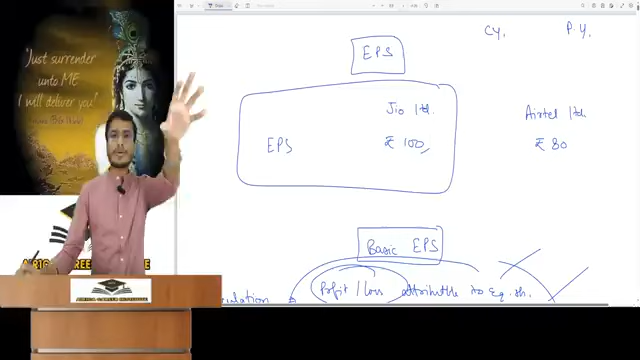 "Just surrender
unto ME
I will deliver you"
CY. P.Y.
EPS
Jio ltd. Airtel ltd.
EPS ₹ 100 ₹ 80
Basic EPS
Profit / Loss attributable to Eq. sh.